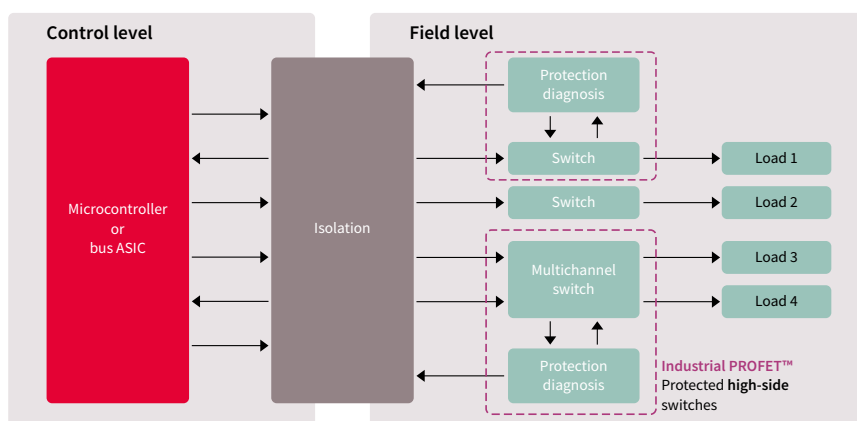 Control level
Field level
Microcontroller
or
bus ASIC
Isolation
Protection
diagnosis
Switch
Load 1
Switch
Load 2
Multichannel
switch
Load 3
Load 4
Protection
diagnosis
Industrial PROFET™
Protected high-side
switches